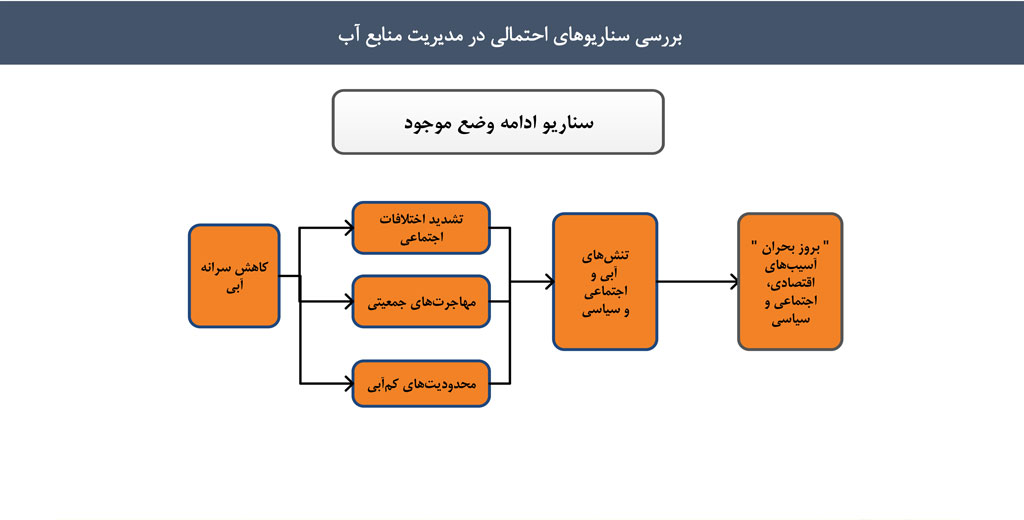 بررسی سناریوهای احتمالی در مدیریت منابع آب
سناریو ادامه وضع موجود
کاهش سرانه
آبی
تشدید اختلافات
اجتماعی
مهاجرت‌های جمعیتی
محدودیت‌های کم‌آبی
تنش‌های
آبی و
اجتماعی
و سیاسی
" بروز بحران "
آسیب‌های
اقتصادی،
اجتماعی و
سیاسی